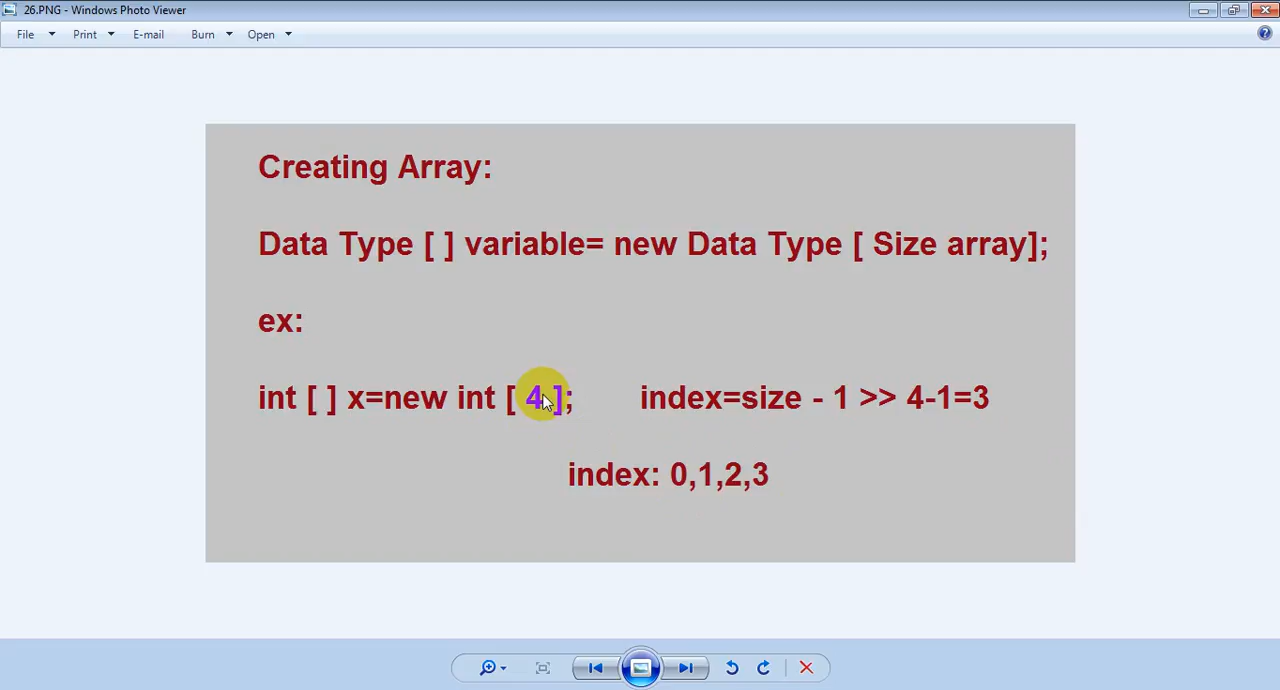 26.PNG - Windows Photo Viewer
File Print E-mail Burn Open
Creating Array:
Data Type [ ] variable= new Data Type [ Size array];
ex:
int [ ] x=new int [ 4 ]; index=size - 1 >> 4-1=3
index: 0,1,2,3